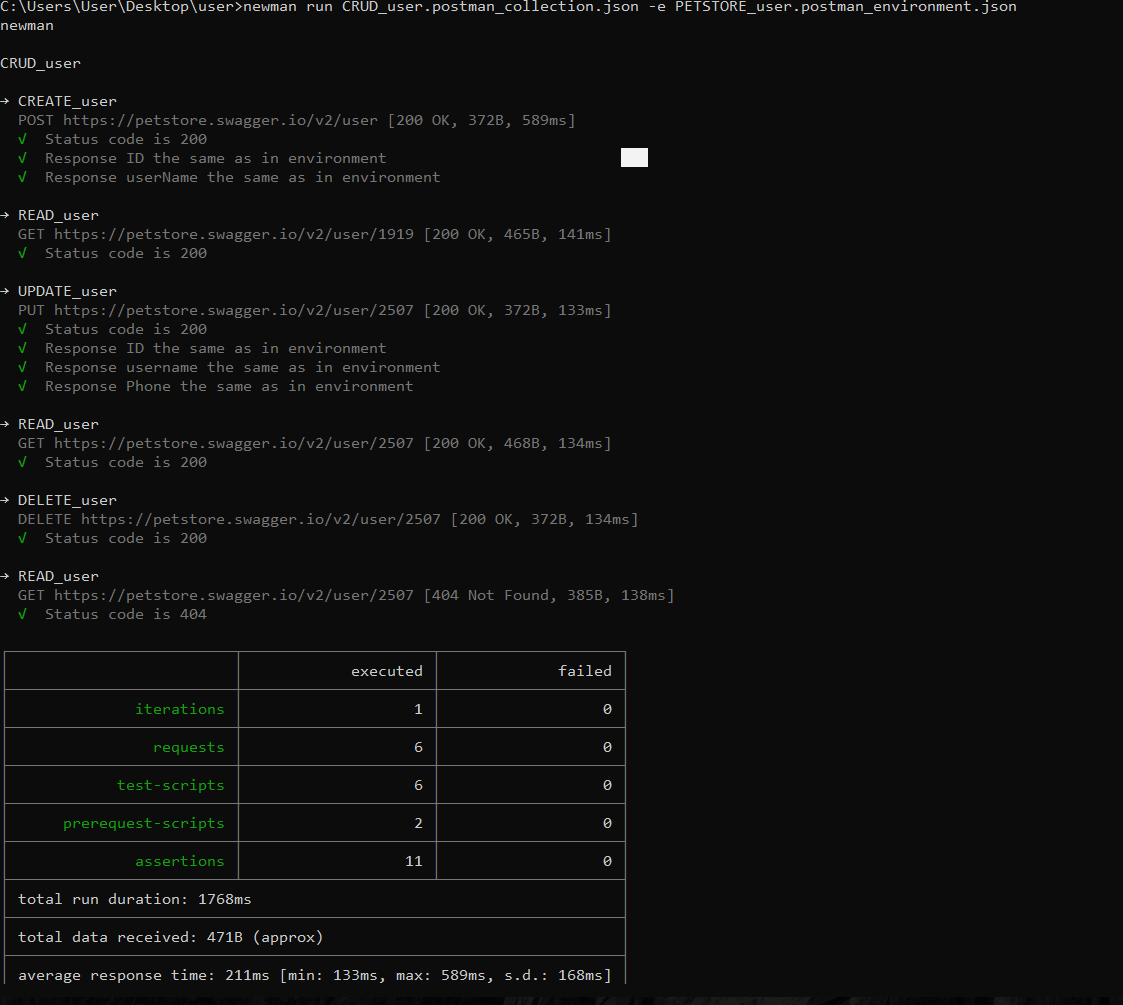 C:\Users\User\Desktop\user>newman run CRUD_user.postman_collection.json -e PETSTORE_user.postman_environment.json
newman
CRUD_user
→ CREATE_user
POST https://petstore.swagger.io/v2/user [200 OK, 372B, 589ms]
√ Status code is 200
√ Response ID the same as in environment
√ Response userName the same as in environment
→ READ_user
GET https://petstore.swagger.io/v2/user/1919 [200 OK, 465B, 141ms]
√ Status code is 200
→ UPDATE_user
PUT https://petstore.swagger.io/v2/user/2507 [200 OK, 372B, 133ms]
√ Status code is 200
√ Response ID the same as in environment
√ Response username the same as in environment
√ Response Phone the same as in environment
→ READ_user
GET https://petstore.swagger.io/v2/user/2507 [200 OK, 468B, 134ms]
√ Status code is 200
→ DELETE_user
DELETE https://petstore.swagger.io/v2/user/2507 [200 OK, 372B, 134ms]
√ Status code is 200
→ READ_user
GET https://petstore.swagger.io/v2/user/2507 [404 Not Found, 385B, 138ms]
√ Status code is 404
executed failed
iterations 1 0
requests 6 0
test-scripts 6 0
prerequest-scripts 2 0
assertions 11 0
total run duration: 1768ms
total data received: 471B (approx)
average response time: 211ms [min: 133ms, max: 589ms, s.d.: 168ms]